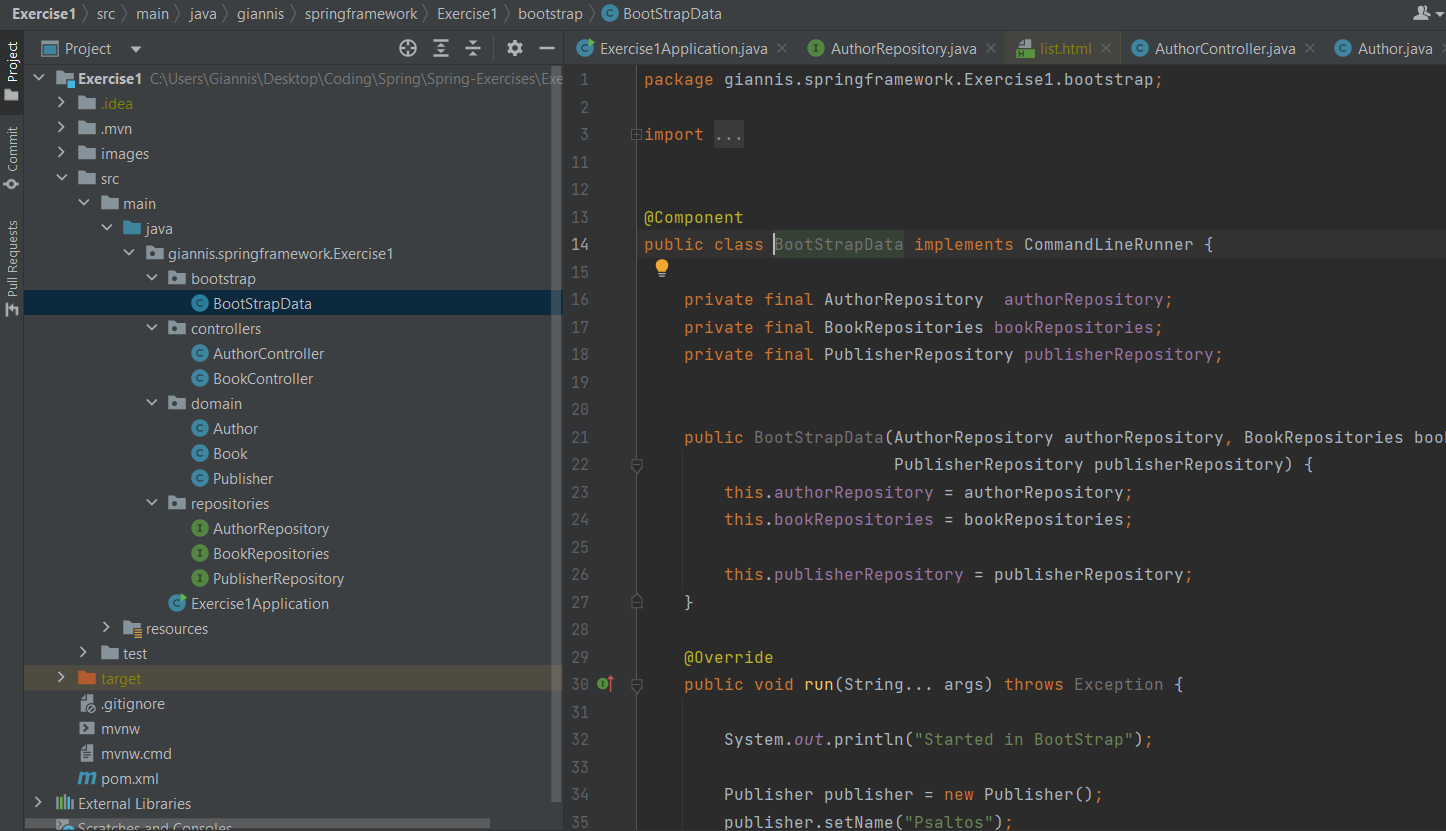 Exercise1 src main java giannis springframework Exercise1 bootstrap BootStrapData
Project
Commit
Pull Requests
Project
Exercise1 C:\Users\Giannis\Desktop\Coding\Spring\Spring-Exercises\Exe
.idea
.mvn
images
src
main
java
giannis.springframework.Exercise1
bootstrap
BootStrapData
controllers
AuthorController
BookController
domain
Author
Book
Publisher
repositories
AuthorRepository
BookRepositories
PublisherRepository
Exercise1Application
resources
test
target
.gitignore
mvnw
mvnw.cmd
pom.xml
External Libraries
Scratches and Consoles
Exercise1Application.java AuthorRepository.java list.html AuthorController.java Author.java
1 package giannis.springframework.Exercise1.bootstrap;
2
3 import ...
11
12
13 @Component
14 public class BootStrapData implements CommandLineRunner {
15
16 private final AuthorRepository  authorRepository;
17 private final BookRepositories bookRepositories;
18 private final PublisherRepository publisherRepository;
19
20
21 public BootStrapData(AuthorRepository authorRepository, BookRepositories boo
22 PublisherRepository publisherRepository) {
23 this.authorRepository = authorRepository;
24 this.bookRepositories = bookRepositories;
25
26 this.publisherRepository = publisherRepository;
27 }
28
29 @Override
30 public void run(String... args) throws Exception {
31
32 System.out.println("Started in BootStrap");
33
34 Publisher publisher = new Publisher();
35 publisher.setName("Psaltos");